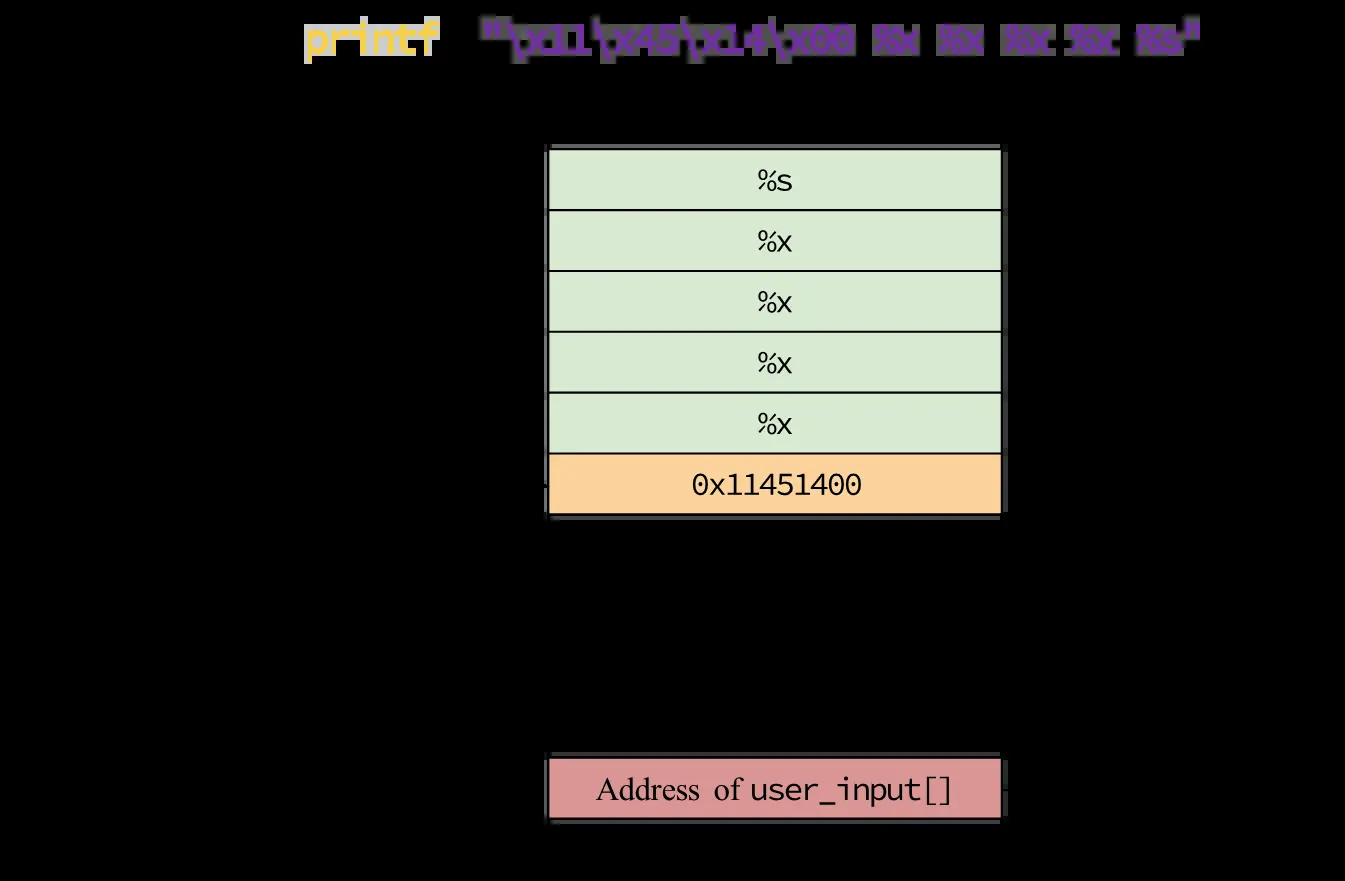 printf "\x11\x45\x14\x00 %x %x %x %x %s"
%s
%x
%x
%x
%x
0x11451400
Address of user_input[]